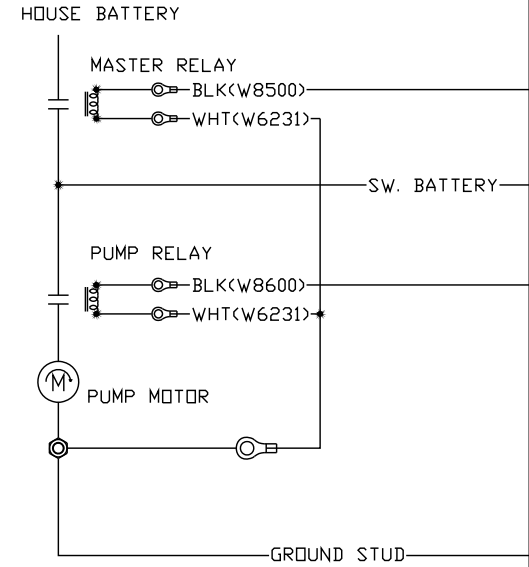 HOUSE BATTERY
MASTER RELAY
BLK(W8500)
WHT(W6231)
SW. BATTERY
PUMP RELAY
BLK(W8600)
WHT(W6231)
M
PUMP MOTOR
GROUND STUD